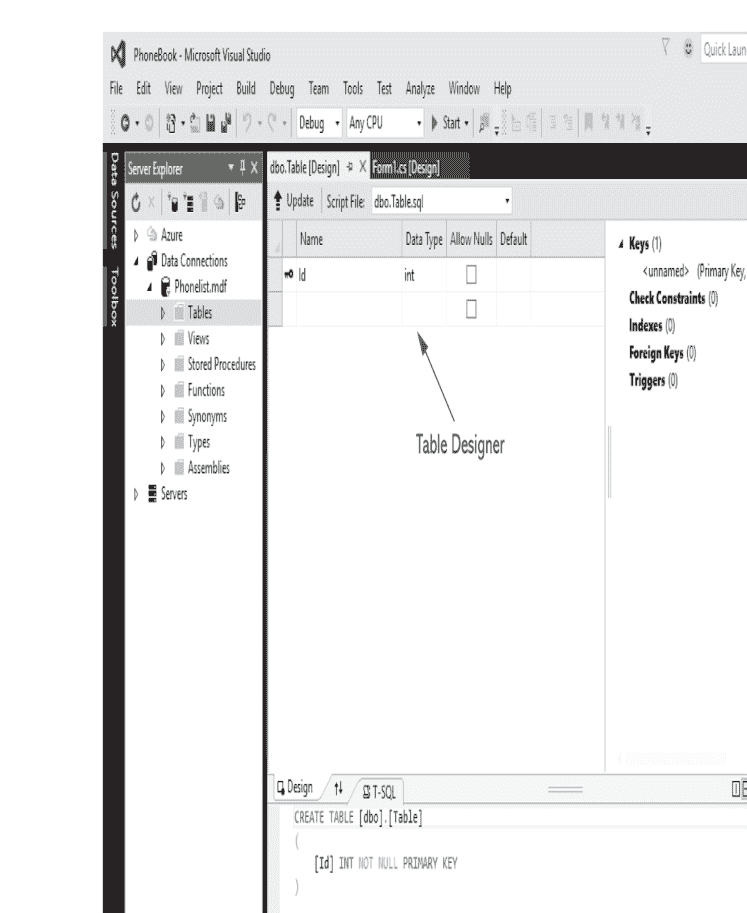 PhoneBook - Microsoft Visual Studio
Quick Laun
File Edit View Project Build Debug Team Tools Test Analyze Window Help
Debug Any CPU Start
Data Sources
Toolbox
Server Explorer
dbo.Table [Design] Form1.cs [Design]
Update Script File: dbo.Table.sql
Azure
Data Connections
Phonelist.mdf
Tables
Views
Stored Procedures
Functions
Synonyms
Types
Assemblies
Servers
Name Data Type Allow Nulls Default
Id int
Table Designer
Keys (1)
<unnamed> (Primary Key,
Check Constraints (0)
Indexes (0)
Foreign Keys (0)
Triggers (0)
Design T-SQL
CREATE TABLE [dbo].[Table]
(
[Id] INT NOT NULL PRIMARY KEY
)